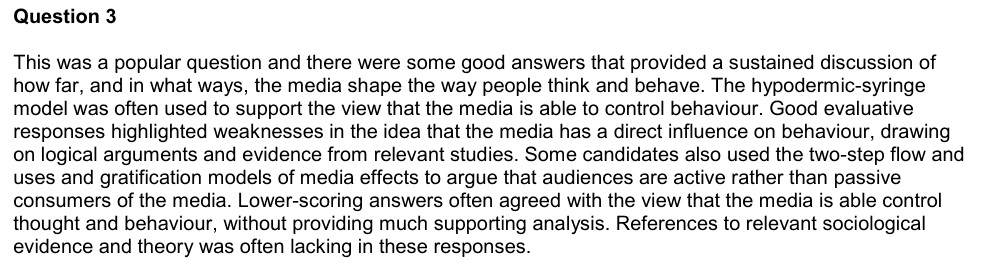 Question 3
This was a popular question and there were some good answers that provided a sustained discussion of
how far, and in what ways, the media shape the way people think and behave. The hypodermic-syringe
model was often used to support the view that the media is able to control behaviour. Good evaluative
responses highlighted weaknesses in the idea that the media has a direct influence on behaviour, drawing
on logical arguments and evidence from relevant studies. Some candidates also used the two-step flow and
uses and gratification models of media effects to argue that audiences are active rather than passive
consumers of the media. Lower-scoring answers often agreed with the view that the media is able control
thought and behaviour, without providing much supporting analysis. References to relevant sociological
evidence and theory was often lacking in these responses.